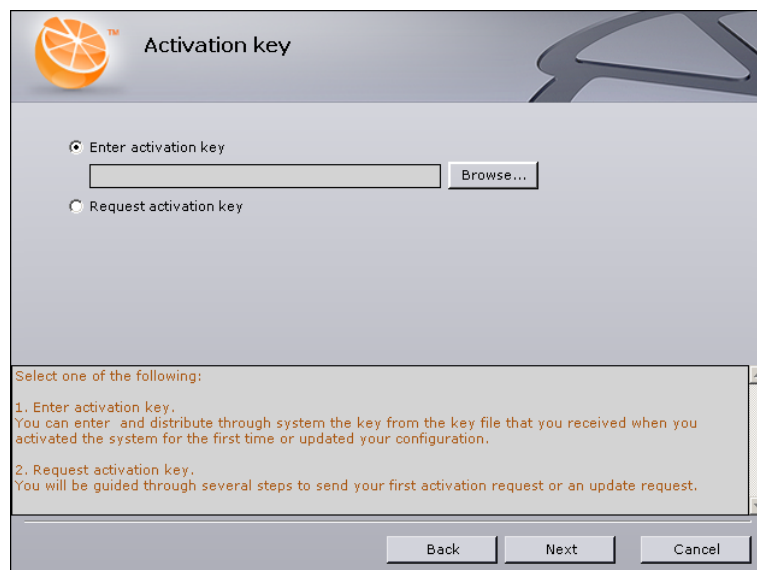 TM
Activation key
Enter activation key
Browse...
Request activation key
Select one of the following:
1. Enter activation key.
You can enter  and distribute through system the key from the key file that you received when you
activated the system for the first time or updated your configuration.
2. Request activation key.
You will be guided through several steps to send your first activation request or an update request.
Back
Next
Cancel